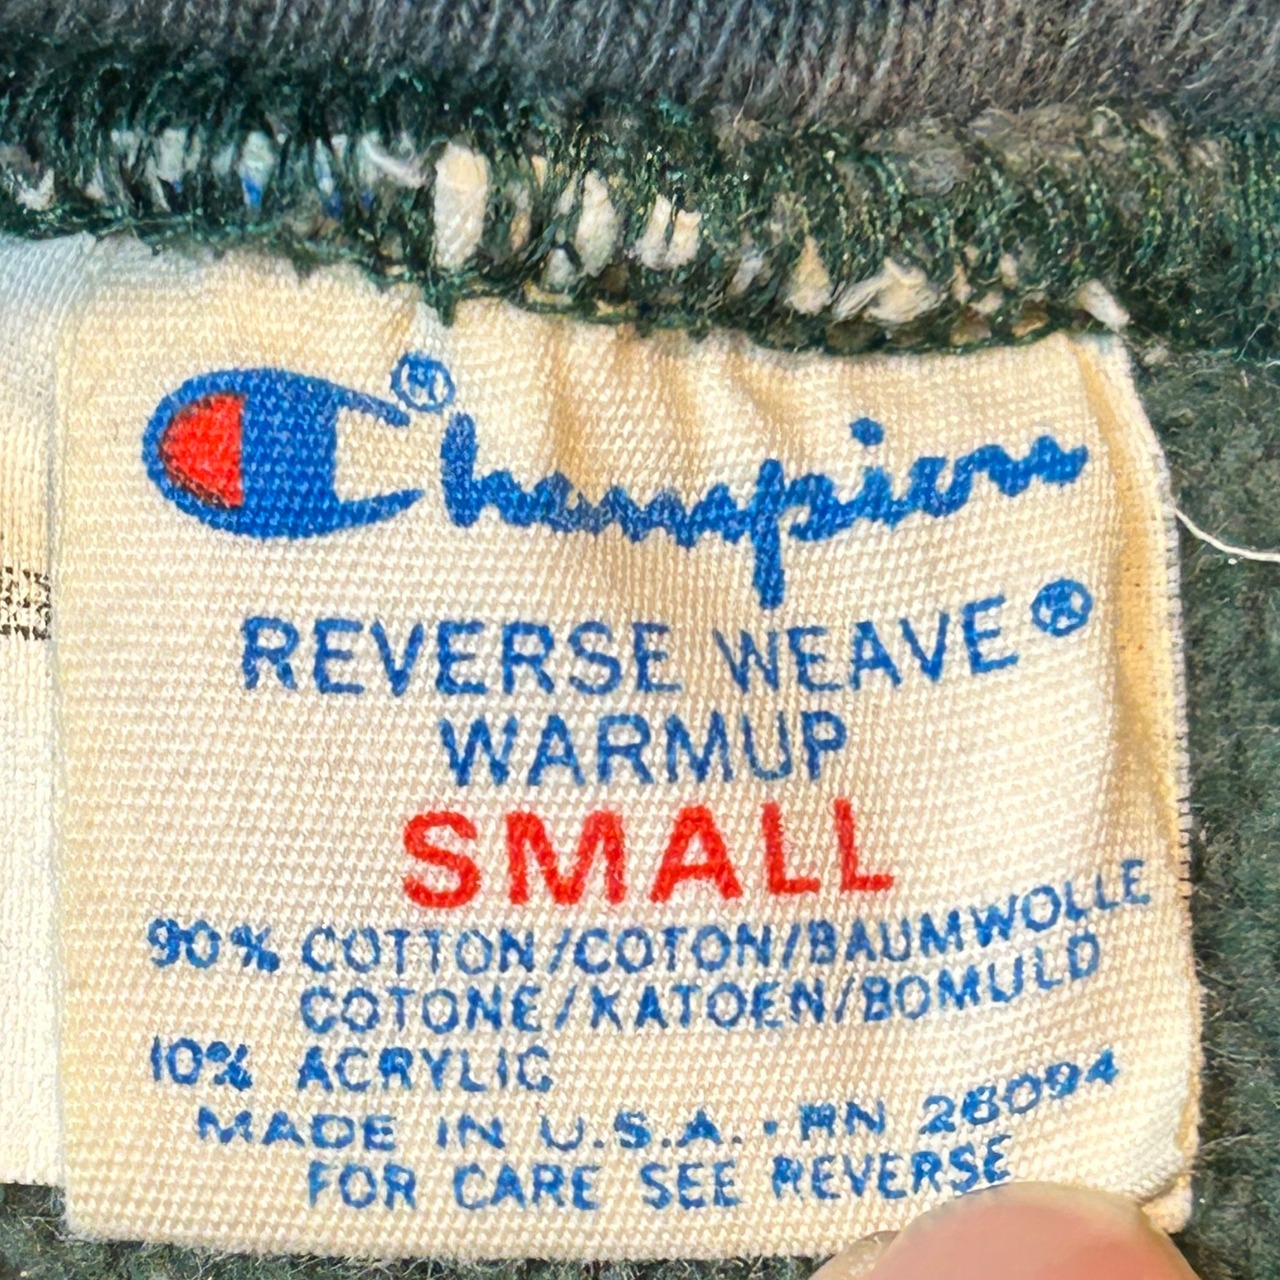 Champion®
REVERSE WEAVE®
WARMUP
SMALL
90% COTTON/COTON/BAUMWOLLE
COTONE/KATOEN/BOMULD
10% ACRYLIC
MADE IN U.S.A. - RN 26094
FOR CARE SEE REVERSE